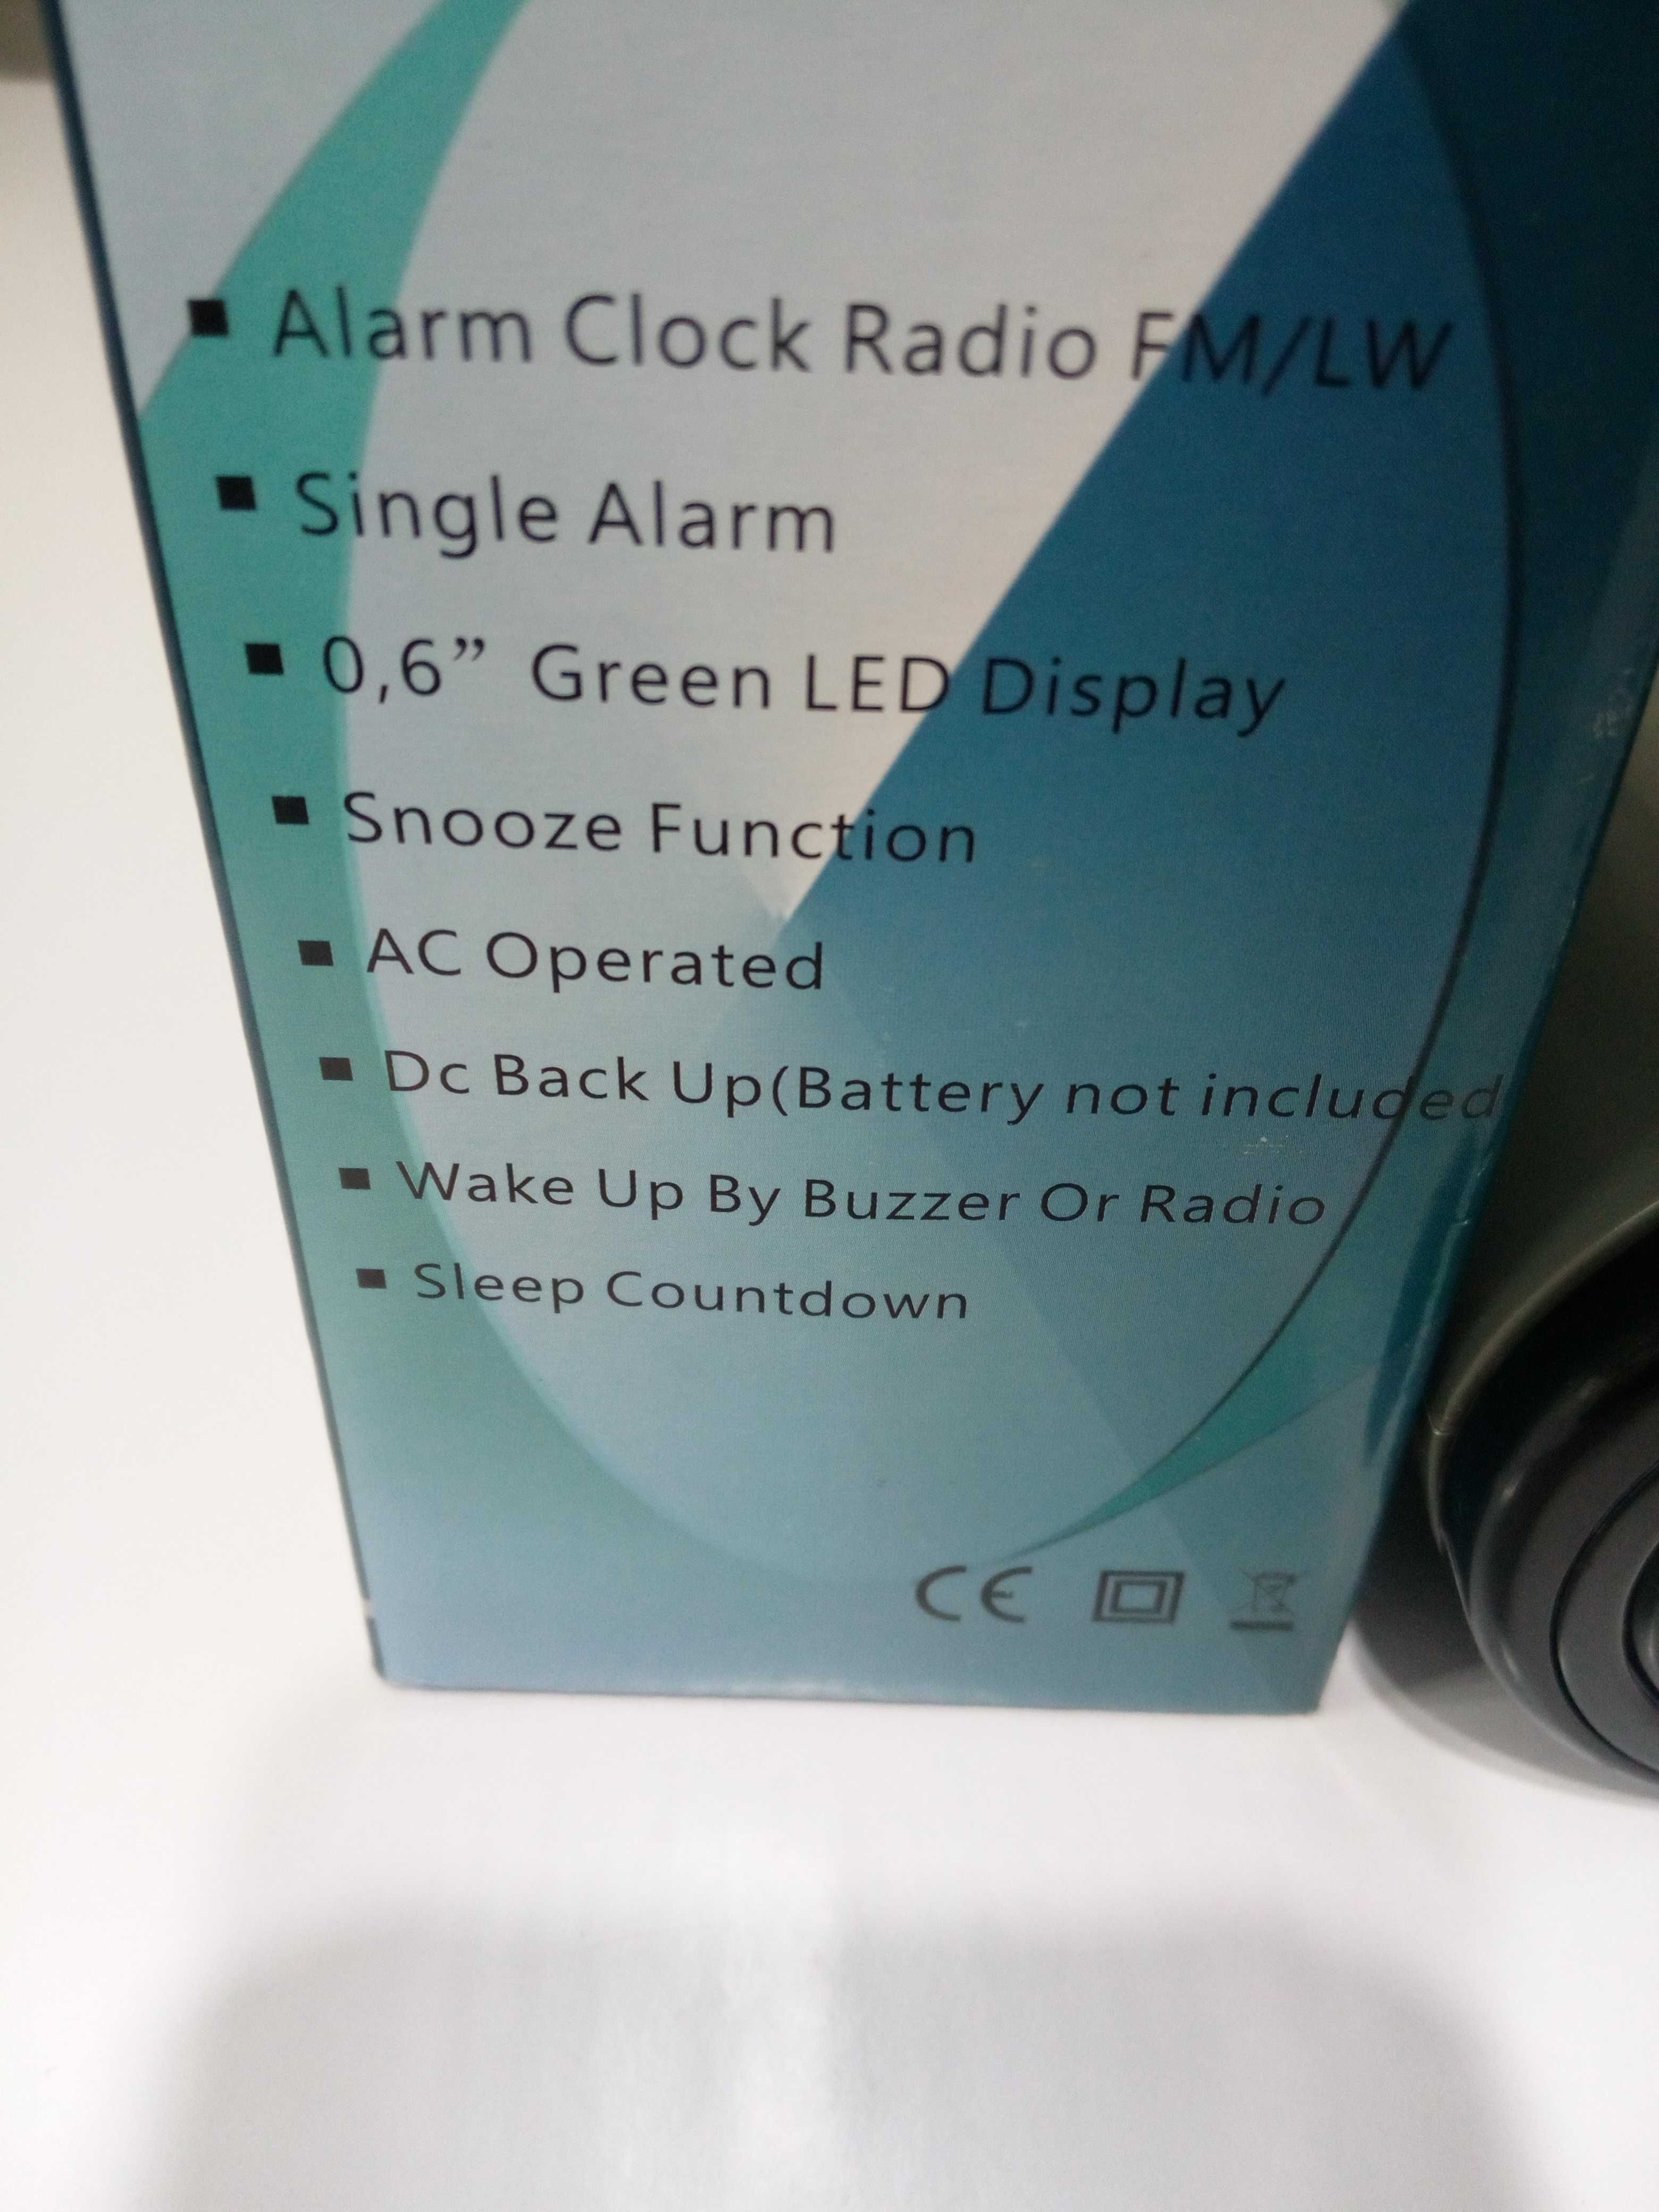 ▪ Alarm Clock Radio FM/LW
▪ Single Alarm
▪ 0,6” Green LED Display
▪ Snooze Function
▪ AC Operated
▪ Dc Back Up(Battery not included
▪ Wake Up By Buzzer Or Radio
▪ Sleep Countdown
CE